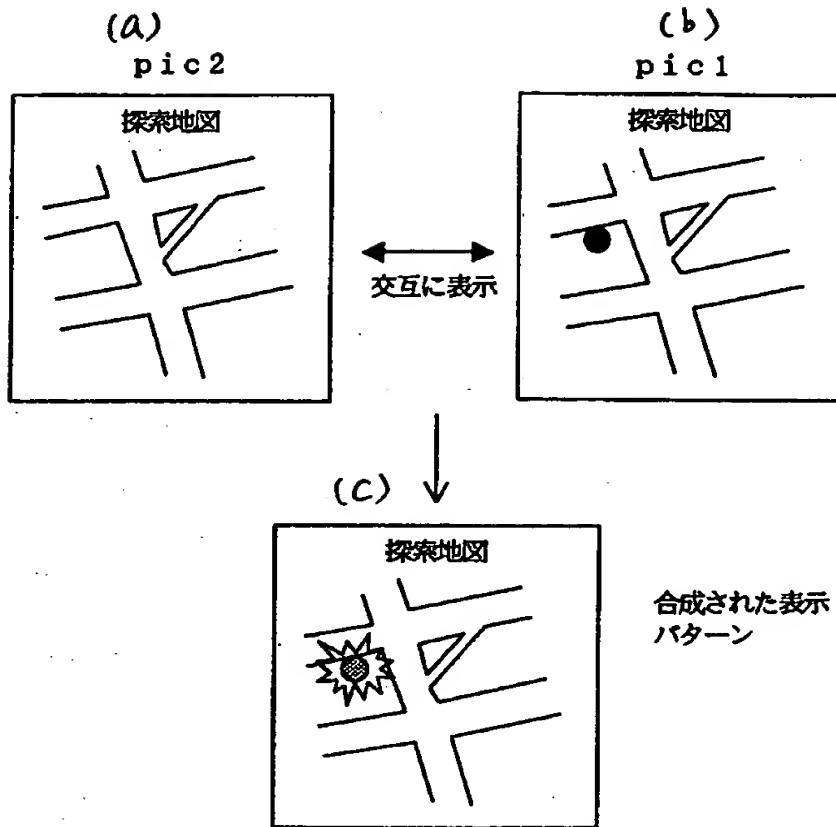 (a)
pic2
(b)
pic1
探索地図
探索地図
交互に表示
(c)
探索地図
合成された表示
パターン